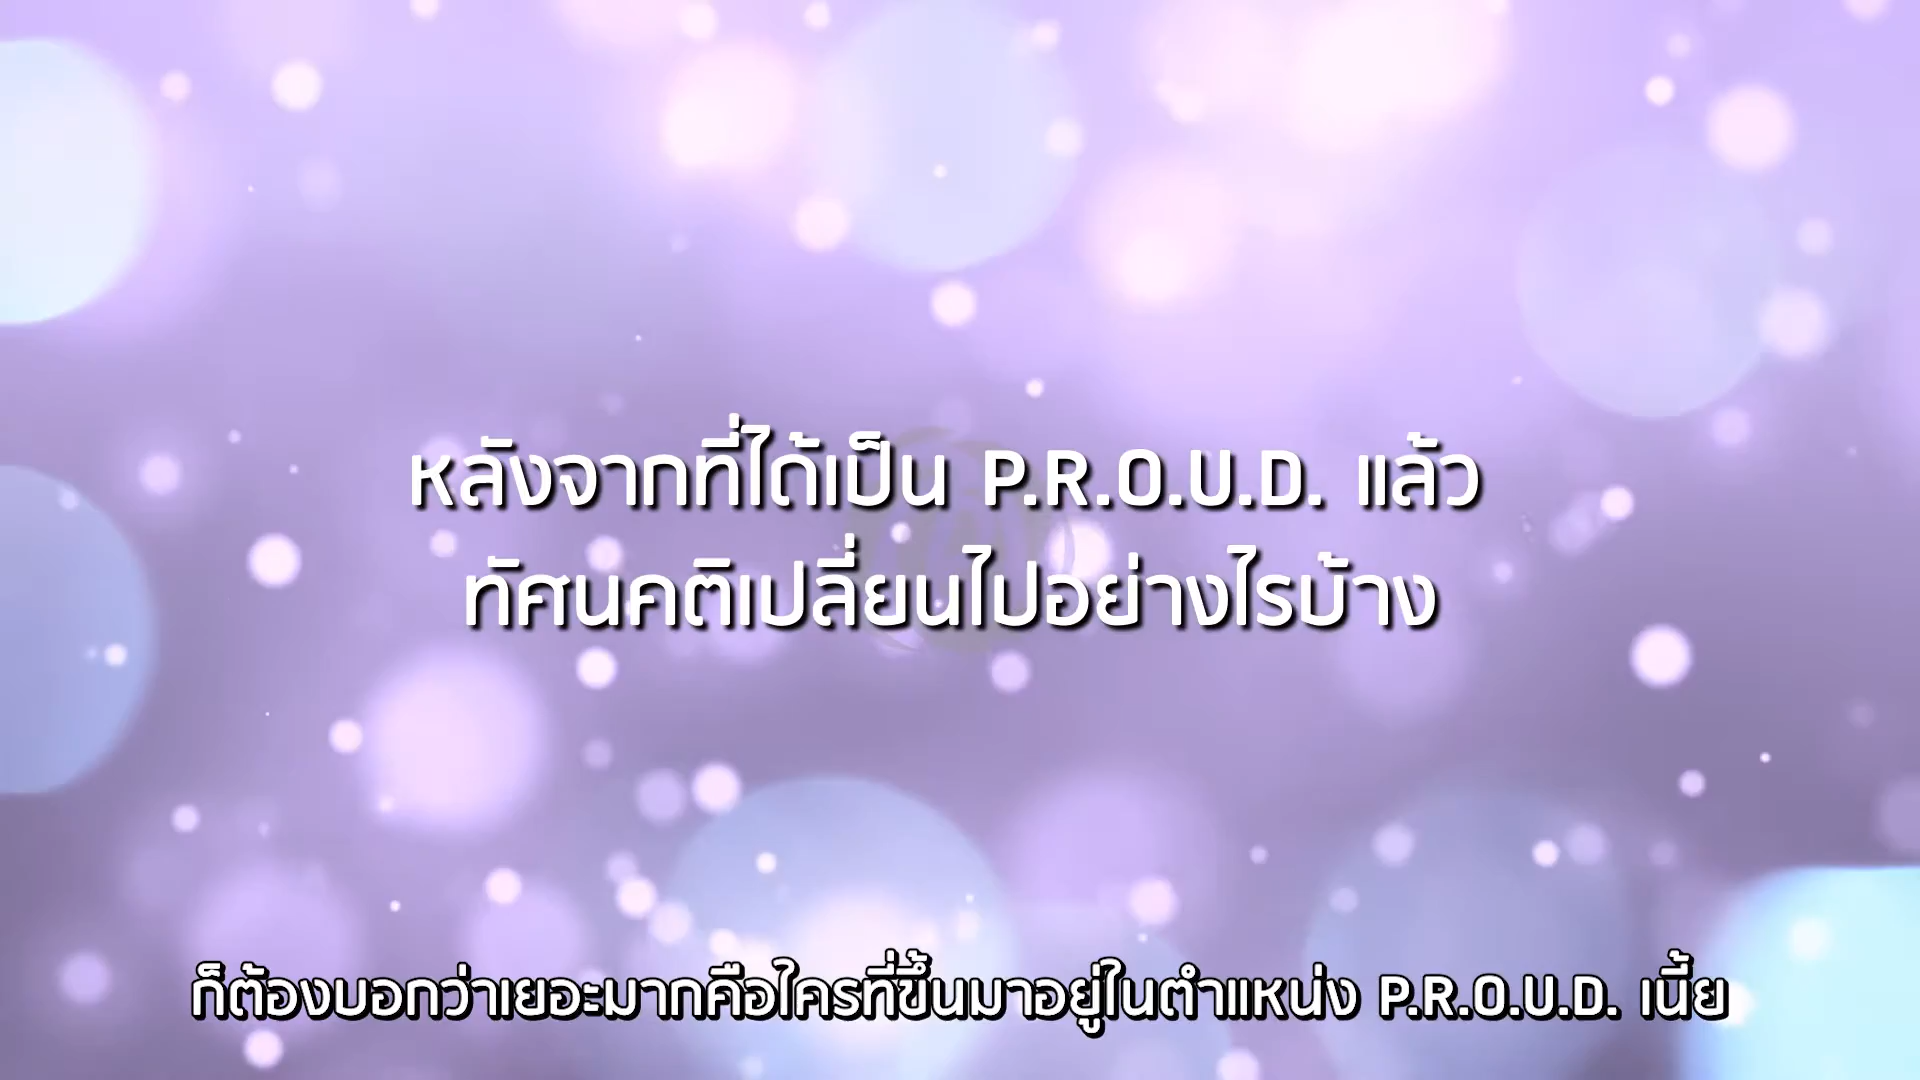 หลังจากที่ได้เป็น P.R.O.U.D. แล้ว
ทัศนคติเปลี่ยนไปอย่างไรบ้าง
ก็ต้องบอกว่าเยอะมากคือใครที่ขึ้นมาอยู่ในตำแหน่ง P.R.O.U.D. เนี้ย